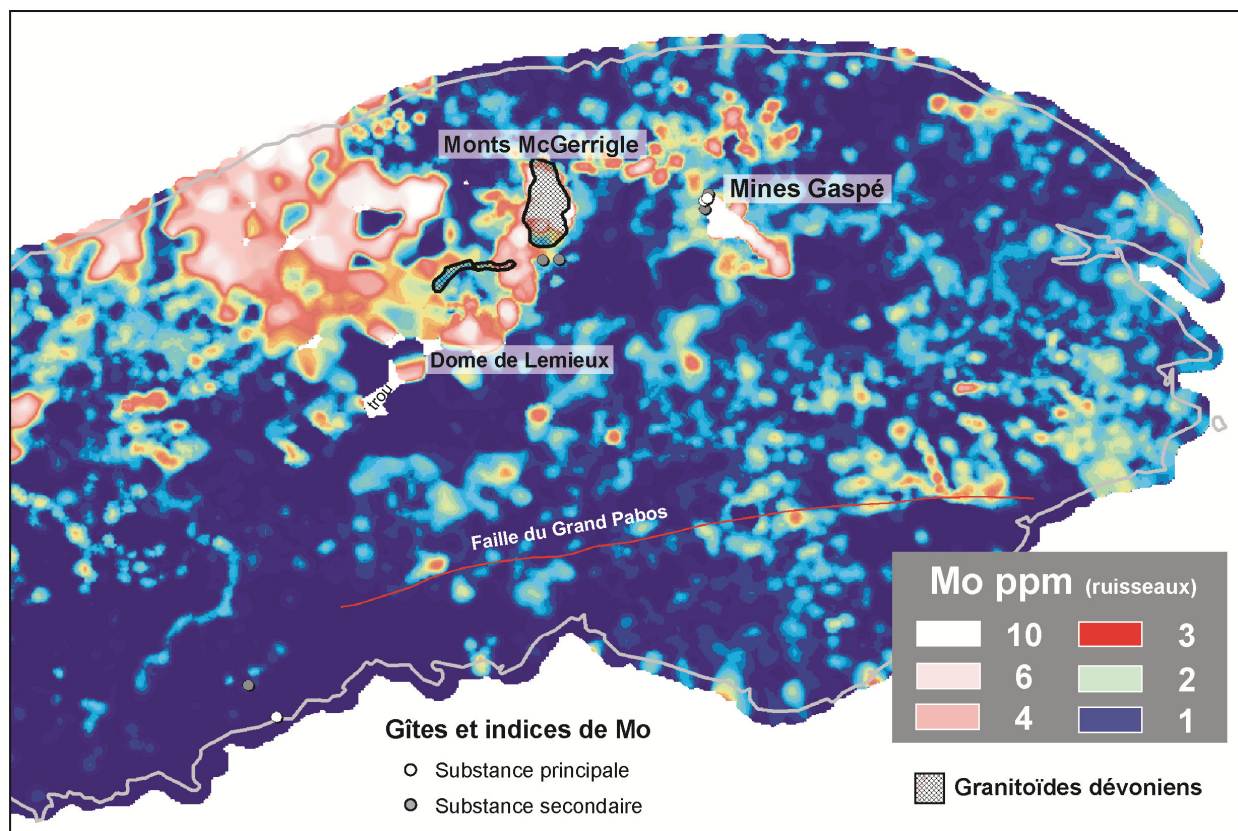 Monts McGerrigle
Mines Gaspé
Dome de Lemieux
trou
Faille du Grand Pabos
Mo ppm (ruisseaux)
10 3
6 2
4 1
Gîtes et indices de Mo
Substance principale
Substance secondaire
Granitoïdes dévoniens